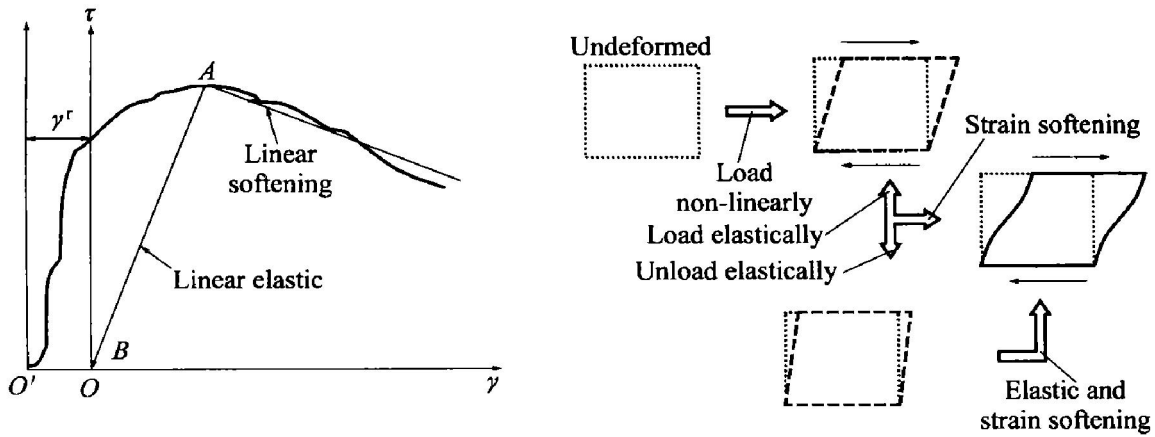 τ
A
γ^r
Linear
softening
Linear elastic
B
O'
O
γ
Undeformed
Strain softening
Load
non-linearly
Load elastically
Unload elastically
Elastic and
strain softening